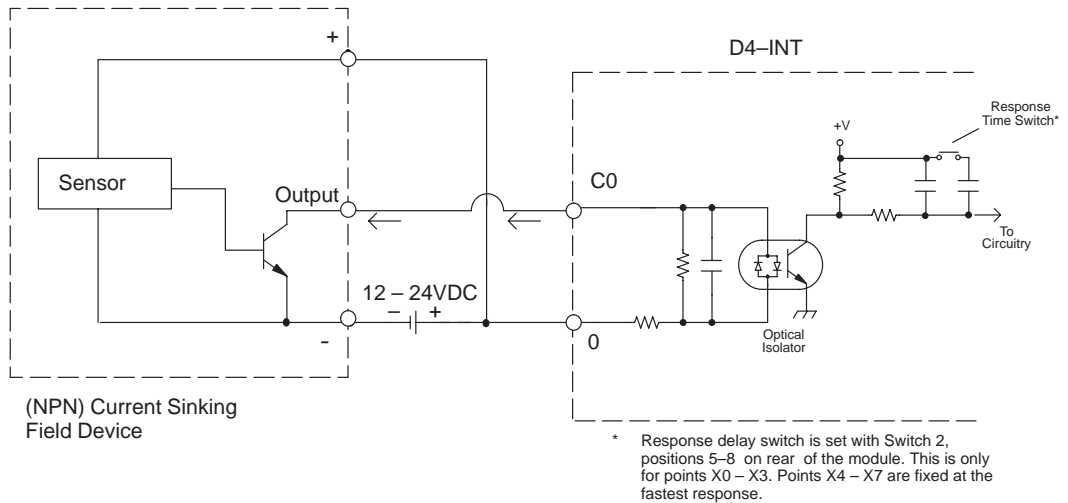 D4–INT
+
Response
Time Switch*
+V
Sensor
Output
C0
To
Circuitry
12 – 24VDC
– +
-
0
Optical
Isolator
(NPN) Current Sinking
Field Device
* Response delay switch is set with Switch 2,
positions 5–8 on rear of the module. This is only
for points X0 – X3. Points X4 – X7 are fixed at the
fastest response.